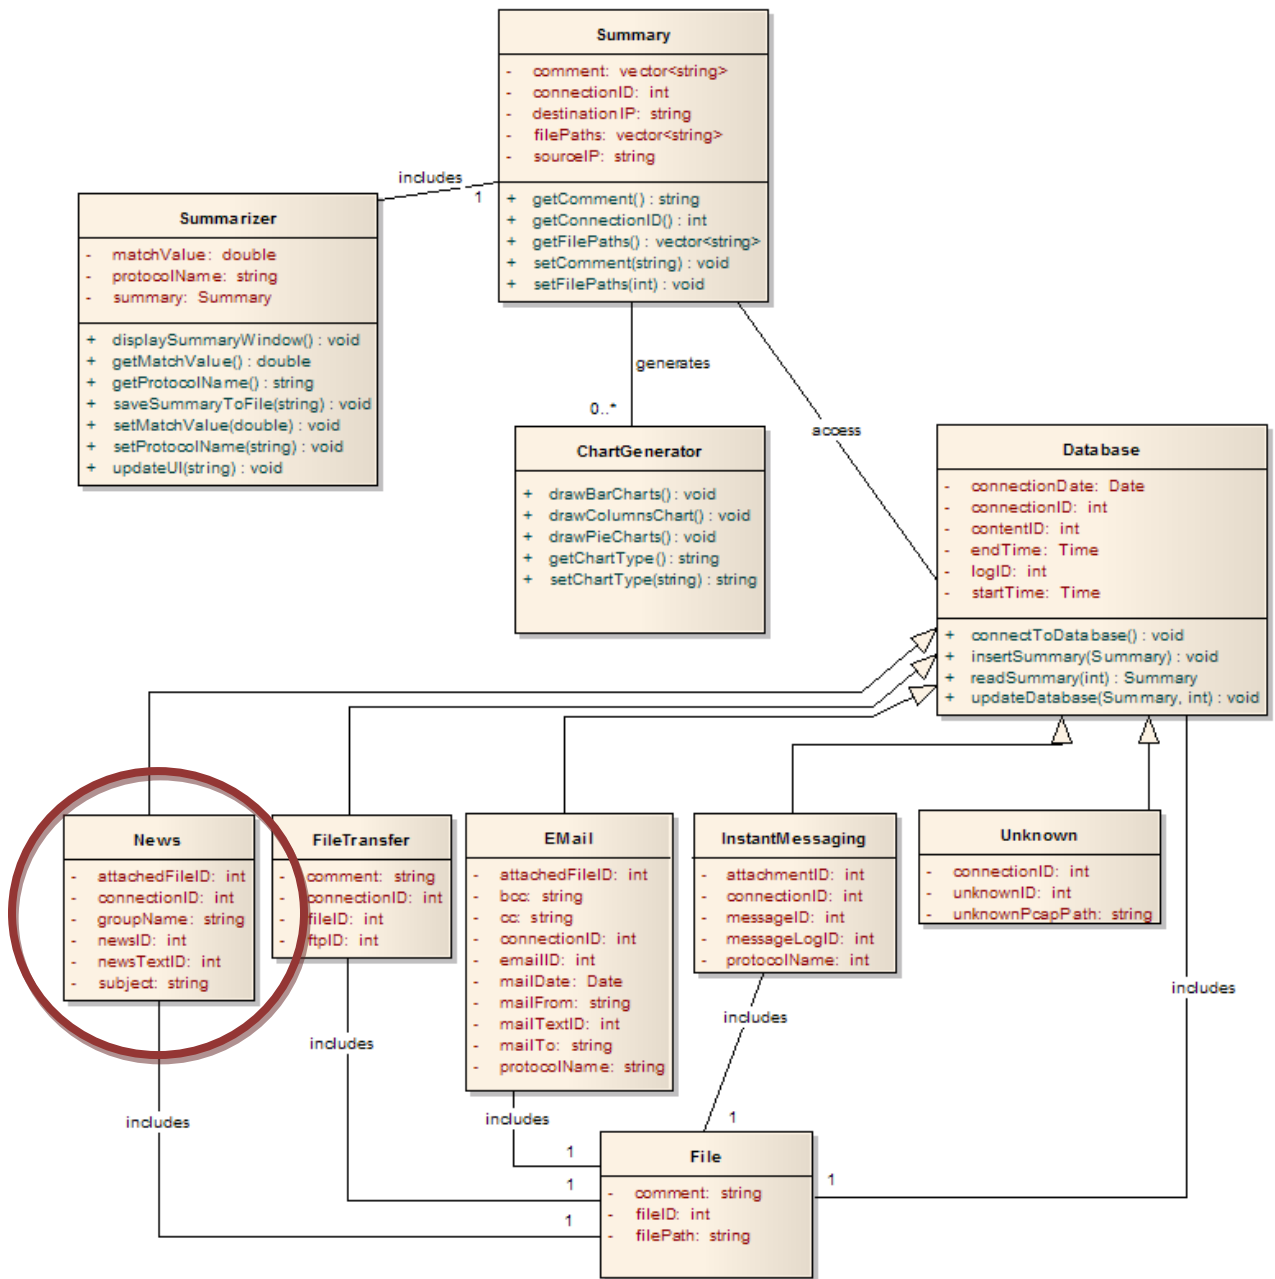 Summary
- comment: vector<string>
- connectionID: int
- destinationIP: string
- filePaths: vector<string>
- sourceIP: string
+ getComment() : string
+ getConnectionID() : int
+ getFilePaths() : vector<string>
+ setComment(string) : void
+ setFilePaths(int) : void
includes
1
Summarizer
- matchValue: double
- protocolName: string
- summary: Summary
+ displaySummaryWindow() : void
+ getMatchValue() : double
+ getProtocolName() : string
+ saveSummaryToFile(string) : void
+ setMatchValue(double) : void
+ setProtocolName(string) : void
+ updateUI(string) : void
generates
0..*
access
ChartGenerator
+ drawBarCharts() : void
+ drawColumnsChart() : void
+ drawPieCharts() : void
+ getChartType() : string
+ setChartType(string) : string
Database
- connectionDate: Date
- connectionID: int
- contentID: int
- endTime: Time
- logID: int
- startTime: Time
+ connectToDatabase() : void
+ insertSummary(Summary) : void
+ readSummary(int) : Summary
+ updateDatabase(Summary, int) : void
News
- attachedFileID: int
- connectionID: int
- groupName: string
- newsID: int
- newsTextID: int
- subject: string
FileTransfer
- comment: string
- connectionID: int
- fileID: int
- ftpID: int
EMail
- attachedFileID: int
- bcc: string
- cc: string
- connectionID: int
- emailID: int
- mailDate: Date
- mailFrom: string
- mailTextID: int
- mailTo: string
- protocolName: string
InstantMessaging
- attachmentID: int
- connectionID: int
- messageID: int
- messageLogID: int
- protocolName: int
Unknown
- connectionID: int
- unknownID: int
- unknownPcapPath: string
includes
includes
includes
includes
includes
1
1
1
1
1
File
- comment: string
- fileID: int
- filePath: string